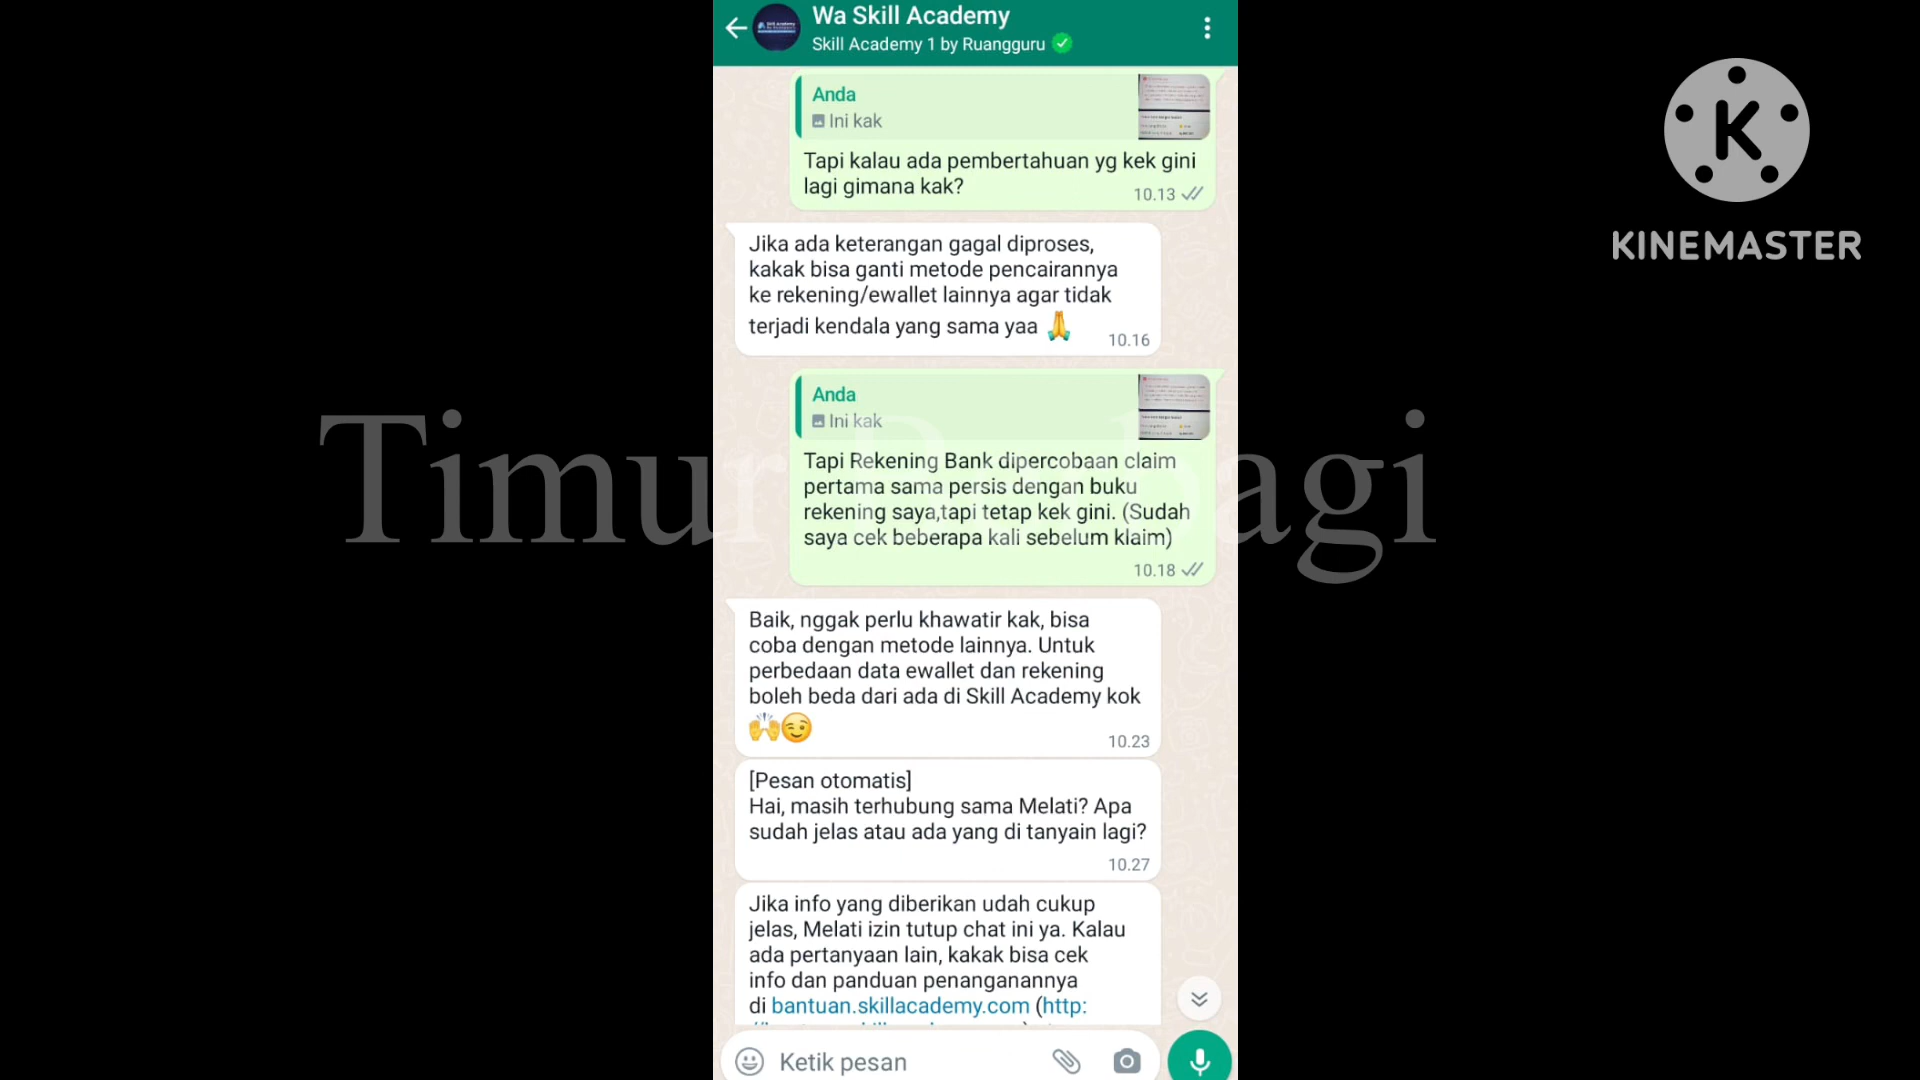 Wa Skill Academy
Skill Academy 1 by Ruangguru
Anda
Ini kak
Tapi kalau ada pembertahuan yg kek gini
lagi gimana kak?
10.13
Jika ada keterangan gagal diproses,
kakak bisa ganti metode pencairannya
ke rekening/ewallet lainnya agar tidak
terjadi kendala yang sama yaa 🙏
10.16
Anda
Ini kak
Tapi Rekening Bank dipercobaan claim
pertama sama persis dengan buku
rekening saya,tapi tetap kek gini. (Sudah
saya cek beberapa kali sebelum klaim)
10.18
Baik, nggak perlu khawatir kak, bisa
coba dengan metode lainnya. Untuk
perbedaan data ewallet dan rekening
boleh beda dari ada di Skill Academy kok
🙌😉
10.23
[Pesan otomatis]
Hai, masih terhubung sama Melati? Apa
sudah jelas atau ada yang di tanyain lagi?
10.27
Jika info yang diberikan udah cukup
jelas, Melati izin tutup chat ini ya. Kalau
ada pertanyaan lain, kakak bisa cek
info dan panduan penanganannya
di bantuan.skillacademy.com (http:
Ketik pesan
Timur
KINEMASTER